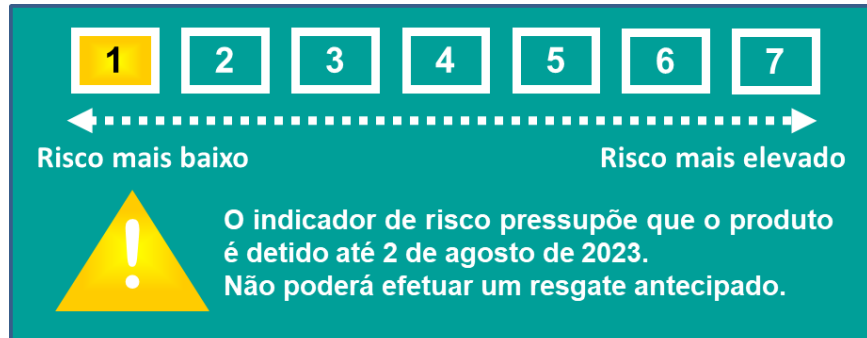 1 2 3 4 5 6 7
Risco mais baixo Risco mais elevado
! O indicador de risco pressupõe que o produto
é detido até 2 de agosto de 2023.
Não poderá efetuar um resgate antecipado.